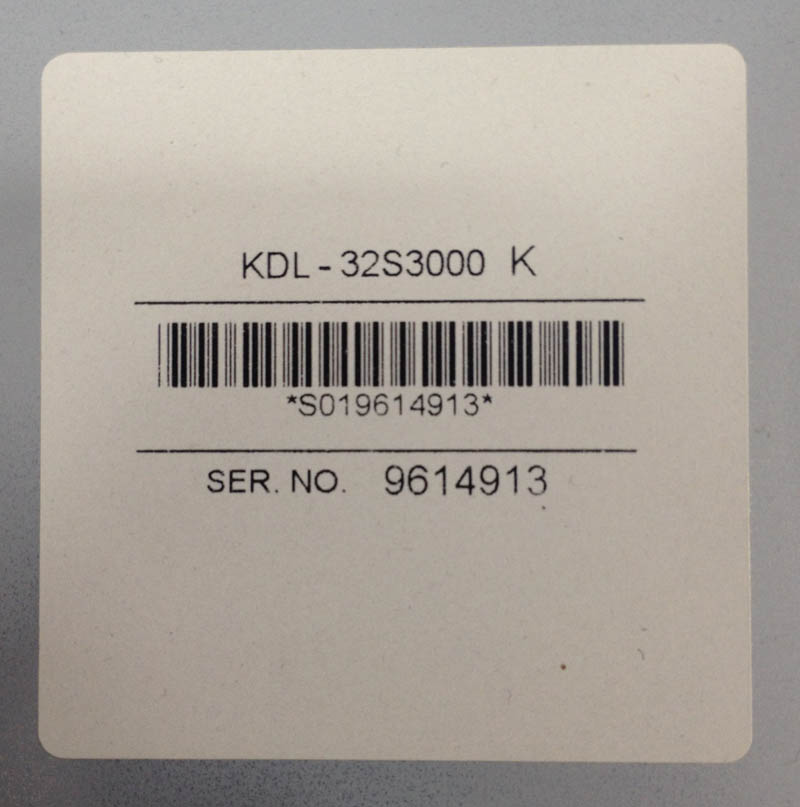 KDL-32S3000 K
*S019614913*
SER. NO. 9614913